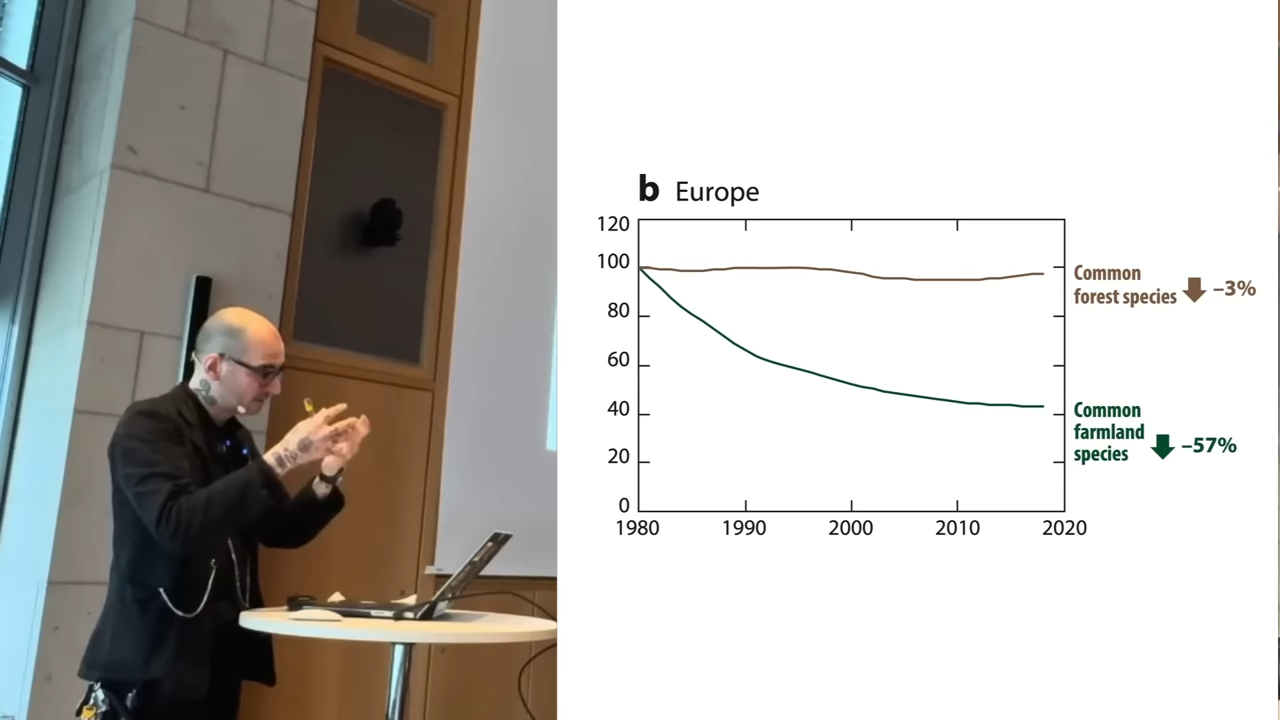 b Europe
120
100
80
60
40
20
0
1980 1990 2000 2010 2020
Common
forest species –3%
Common
farmland
species –57%